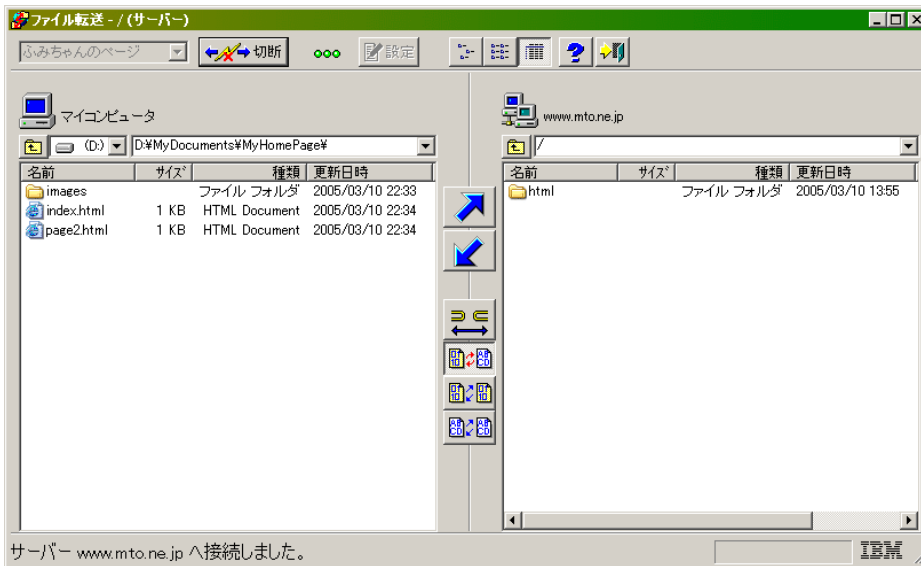 ファイル転送 - / (サーバー)
ふみちゃんのページ
切断
設定
マイコンピュータ
www.mto.ne.jp
(D:)
D:¥MyDocuments¥MyHomePage¥
/
名前 サイズ 種類 更新日時
images ファイル フォルダ 2005/03/10 22:33
index.html 1 KB HTML Document 2005/03/10 22:34
page2.html 1 KB HTML Document 2005/03/10 22:34
名前 サイズ 種類 更新日時
html ファイル フォルダ 2005/03/10 13:55
サーバー www.mto.ne.jp へ接続しました。
IBM